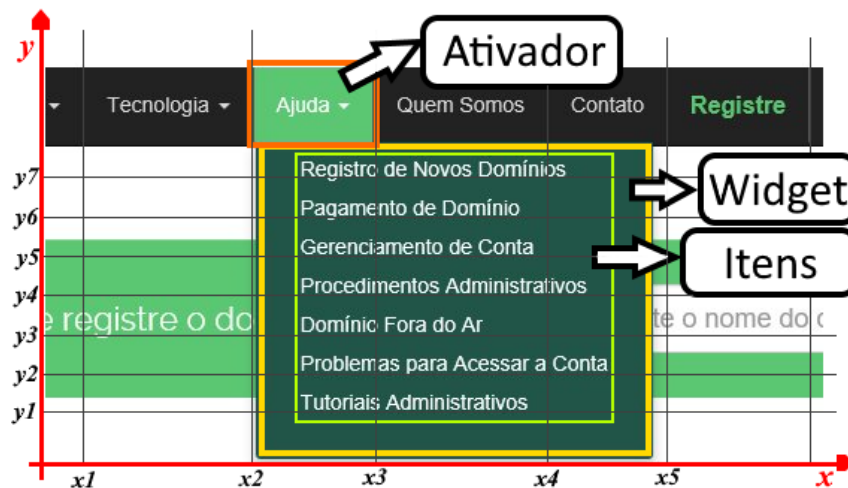 y
Ativador
Tecnologia
Ajuda
Quem Somos
Contato
Registre
y7
Registro de Novos Domínios
Widget
y6
Pagamento de Domínio
y5
Gerenciamento de Conta
Itens
y4
Procedimentos Administrativos
y3
e registre o do
Domínio Fora do Ar
te o nome do
y2
Problemas para Acessar a Conta
y1
Tutoriais Administrativos
x1
x2
x3
x4
x5
x